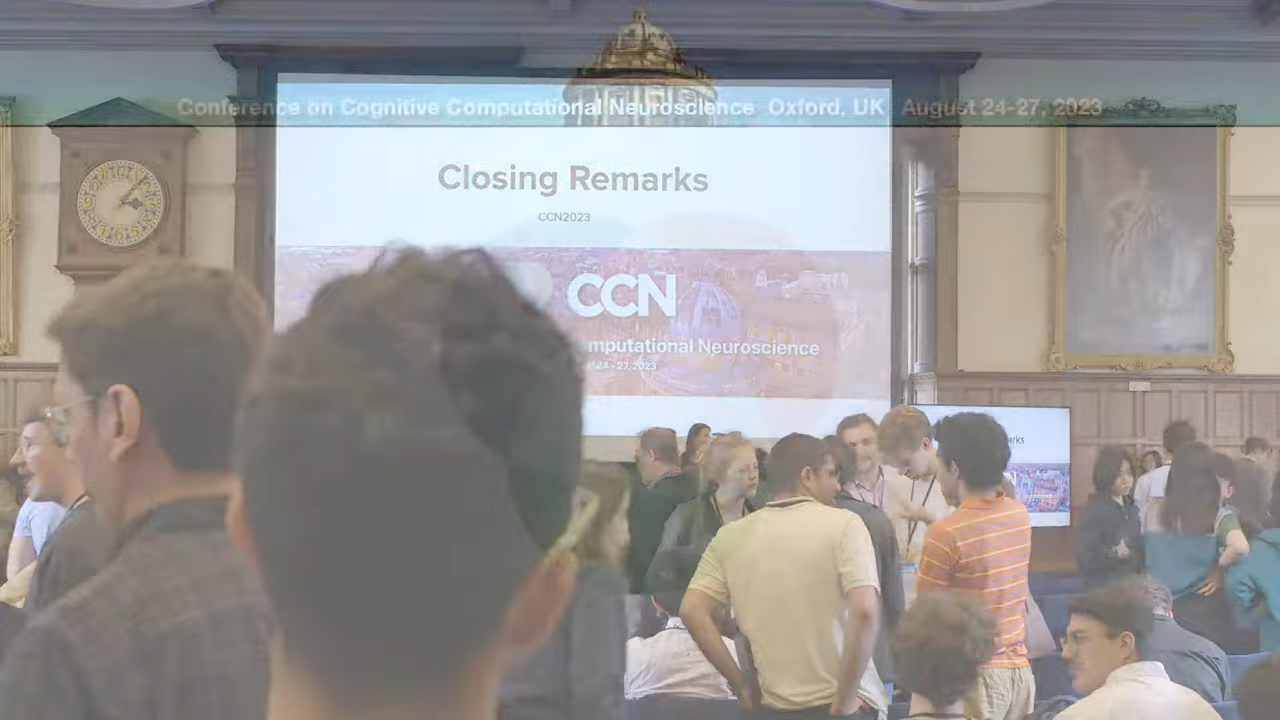 Conference on Cognitive Computational Neuroscience Oxford, UK August 24-27, 2023
Closing Remarks
CCN2023
CCN
mputational Neuroscience
24 - 27, 2023
arks